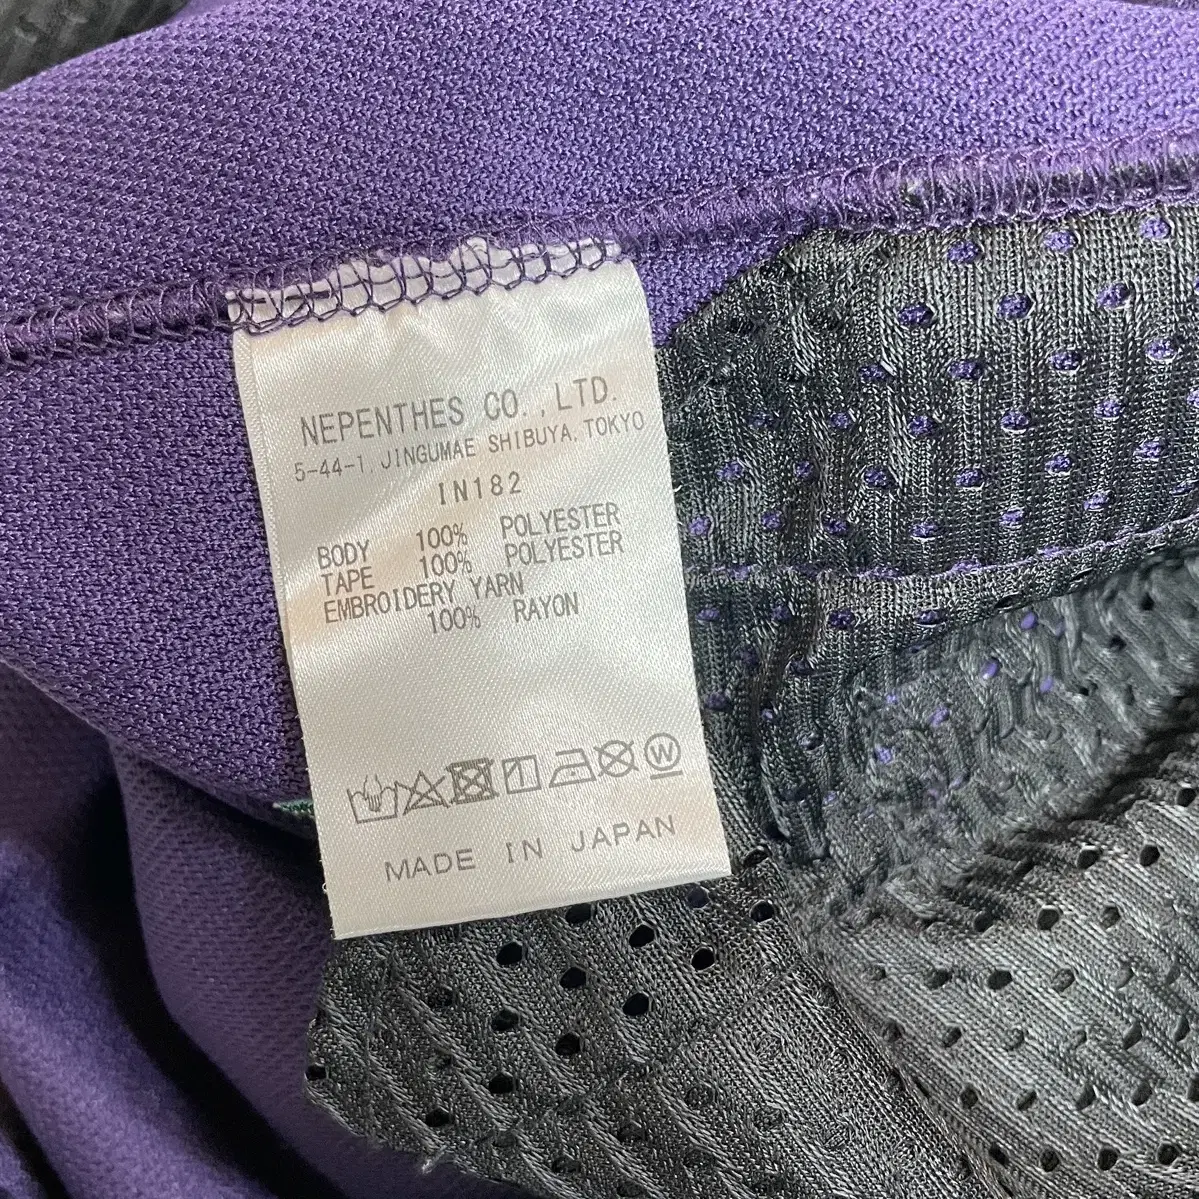 NEPENTHES CO.,LTD.
5-44-1, JINGUMAE SHIBUYA, TOKYO
IN182
BODY 100% POLYESTER
TAPE 100% POLYESTER
EMBROIDERY YARN
100% RAYON
W
MADE IN JAPAN